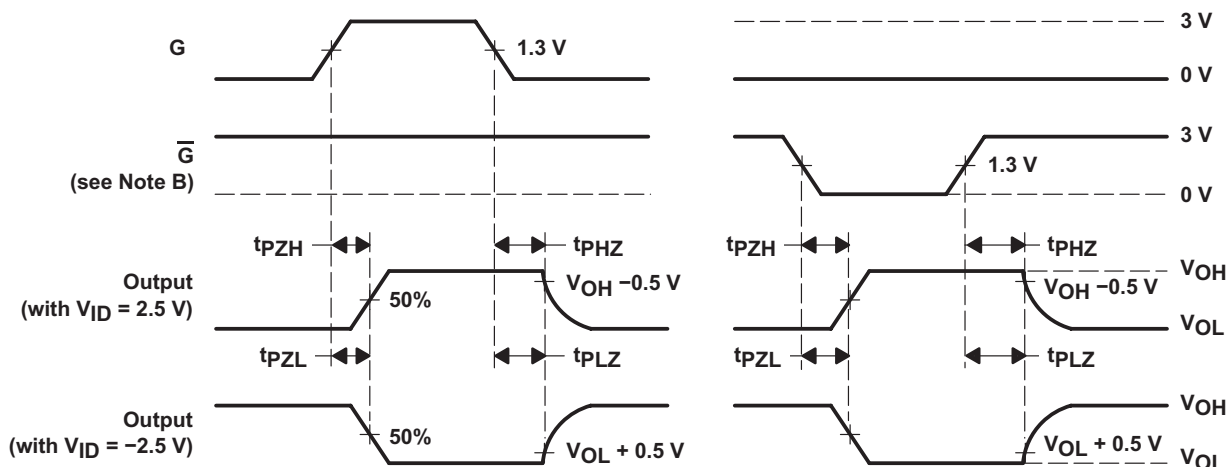 3 V
G
1.3 V
0 V
G
(see Note B)
3 V
1.3 V
0 V
tPZH
tPHZ
tPZH
tPHZ
Output
(with VID = 2.5 V)
50%
VOH −0.5 V
VOH −0.5 V
VOH
VOL
tPZL
tPLZ
tPZL
tPLZ
Output
(with VID = −2.5 V)
50%
VOL + 0.5 V
VOL + 0.5 V
VOH
VOL